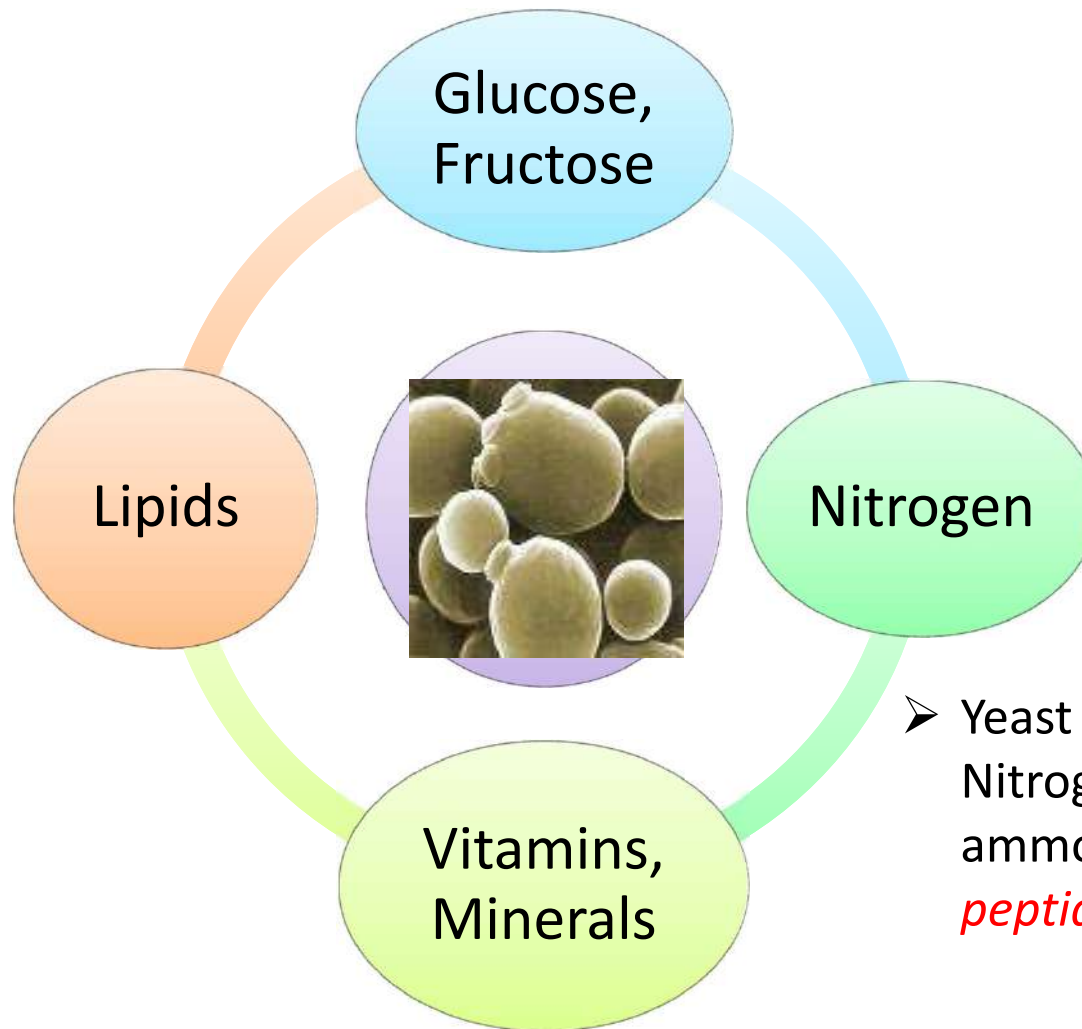 Glucose,
Fructose
Lipids
Nitrogen
Vitamins,
Minerals
➢ Yeast